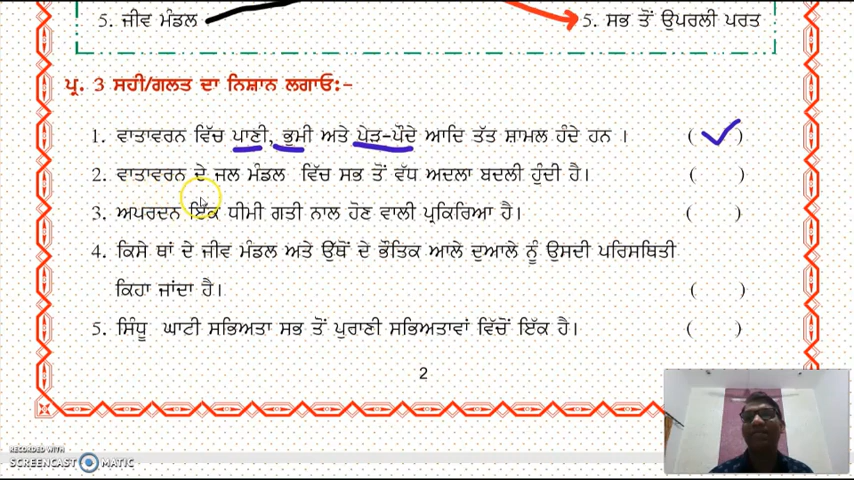 5. ਜੀਵ ਮੰਡਲ 5. ਸਭ ਤੋਂ ਉਪਰਲੀ ਪਰਤ
ਪ੍ਰ. 3 ਸਹੀ/ਗਲਤ ਦਾ ਨਿਸ਼ਾਨ ਲਗਾਓ:-
1. ਵਾਤਾਵਰਨ ਵਿੱਚ ਪਾਣੀ, ਭੂਮੀ ਅਤੇ ਪੇੜ-ਪੌਦੇ ਆਦਿ ਤੱਤ ਸ਼ਾਮਲ ਹੰਦੇ ਹਨ । ( ✓ )
2. ਵਾਤਾਵਰਨ ਦੇ ਜਲ ਮੰਡਲ ਵਿੱਚ ਸਭ ਤੋਂ ਵੱਧ ਅਦਲਾ ਬਦਲੀ ਹੁੰਦੀ ਹੈ। ( )
3. ਅਪਰਦਨ ਇੱਕ ਧੀਮੀ ਗਤੀ ਨਾਲ ਹੋਣ ਵਾਲੀ ਪ੍ਰਕਿਰਿਆ ਹੈ। ( )
4. ਕਿਸੇ ਥਾਂ ਦੇ ਜੀਵ ਮੰਡਲ ਅਤੇ ਉੱਥੋਂ ਦੇ ਭੌਤਿਕ ਆਲੇ ਦੁਆਲੇ ਨੂੰ ਉਸਦੀ ਪਰਿਸਥਿਤੀ
ਕਿਹਾ ਜਾਂਦਾ ਹੈ। ( )
5. ਸਿੰਧੂ ਘਾਟੀ ਸਭਿਅਤਾ ਸਭ ਤੋਂ ਪੁਰਾਣੀ ਸਭਿਅਤਾਵਾਂ ਵਿੱਚੋਂ ਇੱਕ ਹੈ। ( )
2
RECORDED WITH
SCREENCAST MATIC